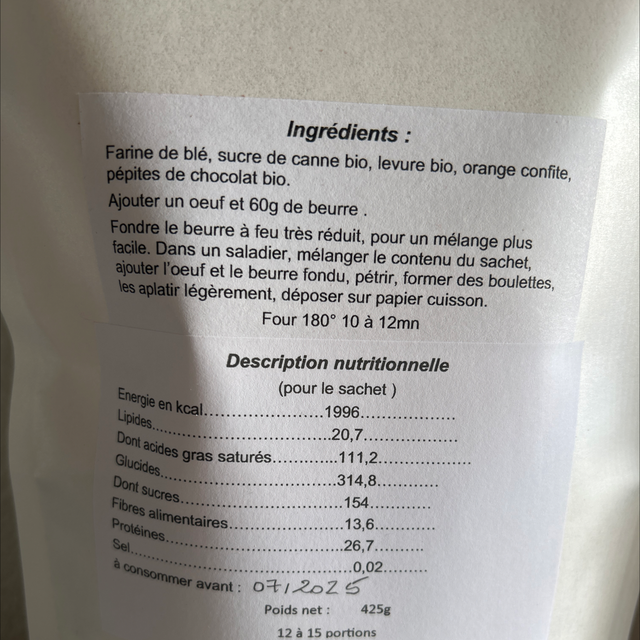 Ingrédients :
Farine de blé, sucre de canne bio, levure bio, orange confite,
pépites de chocolat bio.
Ajouter un oeuf et 60g de beurre .
Fondre le beurre à feu très réduit, pour un mélange plus
facile. Dans un saladier, mélanger le contenu du sachet,
ajouter l'oeuf et le beurre fondu, pétrir, former des boulettes,
les aplatir légèrement, déposer sur papier cuisson.
Four 180° 10 à 12mn
Description nutritionnelle
(pour le sachet )
Energie en kcal........................1996...................
Lipides....................................20,7...................
Dont acides gras saturés.............111,2..................
Glucides..................................314,8.............
Dont sucres..............................154.............
Fibres alimentaires....................13,6............
Protéines..................................26,7...........
Sel..........................................0,02........
à consommer avant : 07/2025
Poids net : 425g
12 à 15 portions